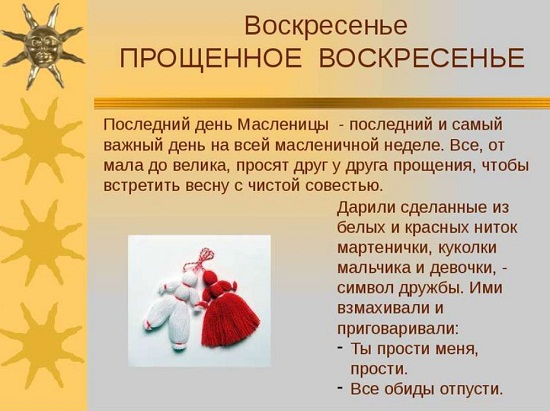 Воскресенье
ПРОЩЕННОЕ ВОСКРЕСЕНЬЕ
Последний день Масленицы - последний и самый
важный день на всей масленичной неделе. Все, от
мала до велика, просят друг у друга прощения, чтобы
встретить весну с чистой совестью.
Дарили сделанные из
белых и красных ниток
мартенички, куколки
мальчика и девочки, -
символ дружбы. Ими
взмахивали и
приговаривали:
- Ты прости меня,
прости.
- Все обиды отпусти.